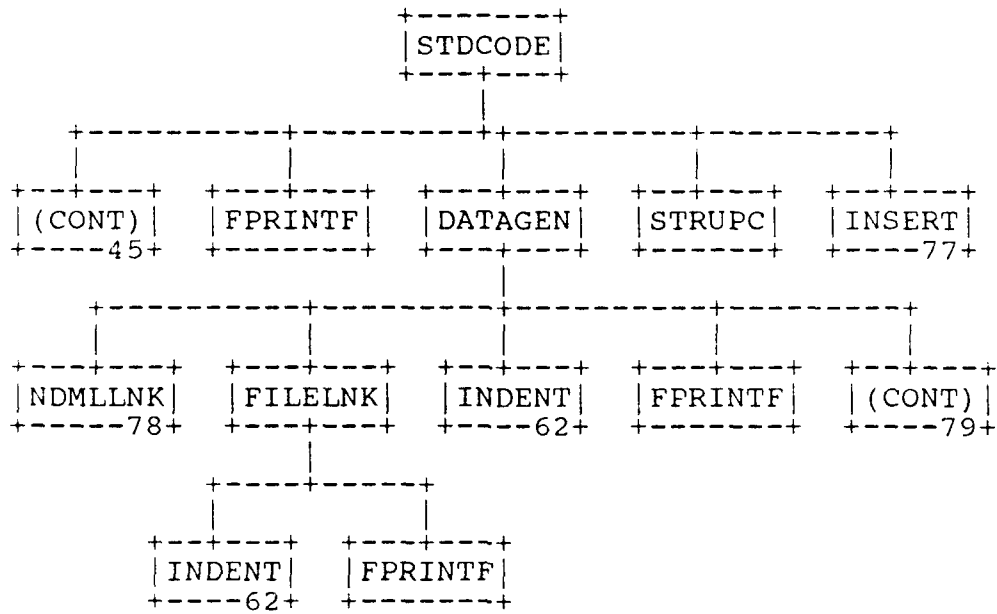 STDCODE
(CONT) FPRINTF DATAGEN STRUPC INSERT
45 77
NDMLLNK FILELNK INDENT FPRINTF (CONT)
78 62 79
INDENT FPRINTF
62